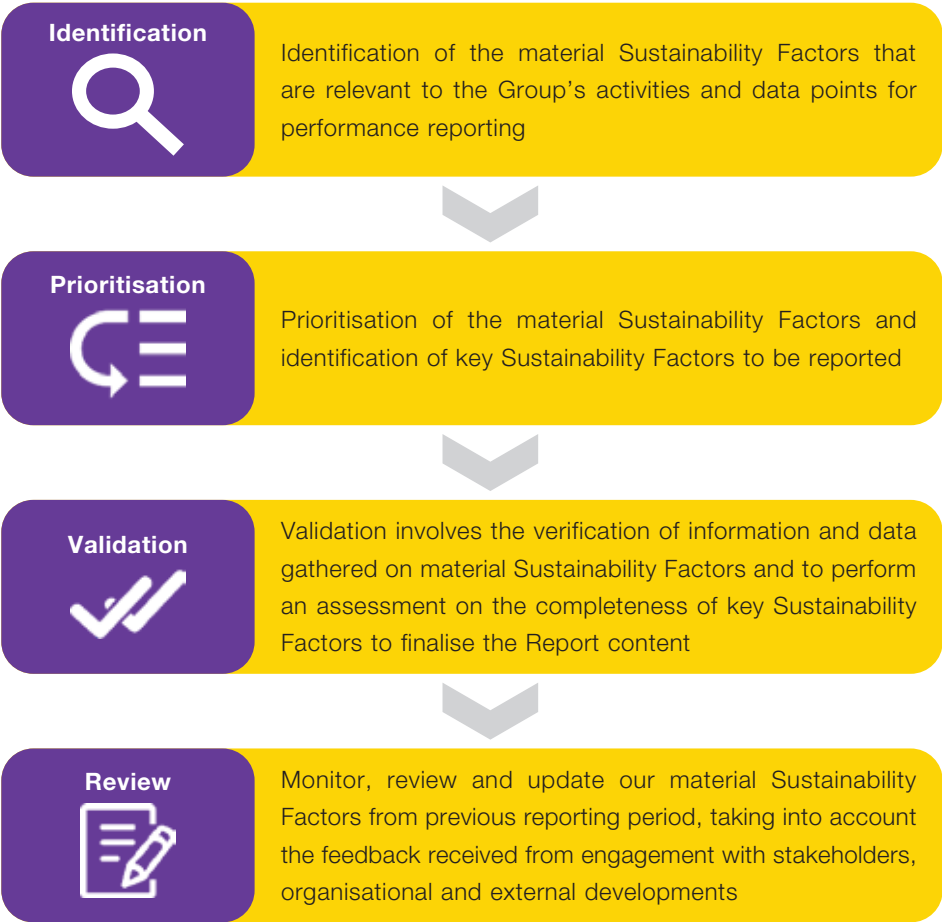 Identification
Identification of the material Sustainability Factors that
are relevant to the Group’s activities and data points for
performance reporting
Prioritisation
Prioritisation of the material Sustainability Factors and
identification of key Sustainability Factors to be reported
Validation
Validation involves the verification of information and data
gathered on material Sustainability Factors and to perform
an assessment on the completeness of key Sustainability
Factors to finalise the Report content
Review
Monitor, review and update our material Sustainability
Factors from previous reporting period, taking into account
the feedback received from engagement with stakeholders,
organisational and external developments